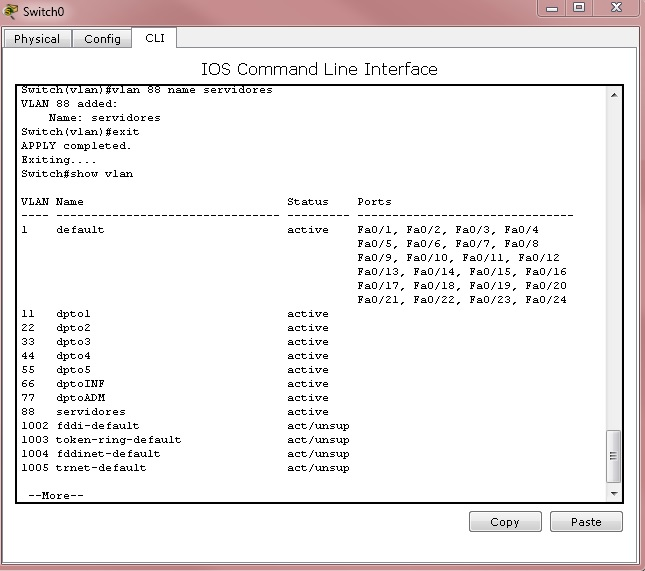 Switch0
Physical Config CLI
IOS Command Line Interface
Switch(vlan)#vlan 88 name servidores
VLAN 88 added:
    Name: servidores
Switch(vlan)#exit
APPLY completed.
Exiting....
Switch#show vlan
VLAN Name                             Status    Ports
---- -------------------------------- --------- -------------------------------
1    default                          active    Fa0/1, Fa0/2, Fa0/3, Fa0/4
                                                Fa0/5, Fa0/6, Fa0/7, Fa0/8
                                                Fa0/9, Fa0/10, Fa0/11, Fa0/12
                                                Fa0/13, Fa0/14, Fa0/15, Fa0/16
                                                Fa0/17, Fa0/18, Fa0/19, Fa0/20
                                                Fa0/21, Fa0/22, Fa0/23, Fa0/24
11   dpto1                            active
22   dpto2                            active
33   dpto3                            active
44   dpto4                            active
55   dpto5                            active
66   dptoINF                          active
77   dptoADM                          active
88   servidores                       active
1002 fddi-default                     act/unsup
1003 token-ring-default               act/unsup
1004 fddinet-default                  act/unsup
1005 trnet-default                    act/unsup
 --More--
Copy Paste